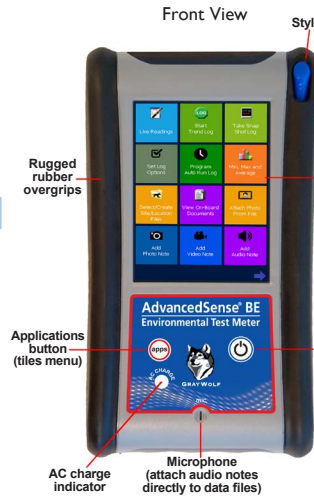 Front View
Styl
Live Readings
LOG
Start
Trend Log
Take Snap
Shot Log
Set Log
Options
Program
Auto Run Log
Min, Max and
Average
Select/Create
Site/Location
Files
View On-Board
Documents
Attach Photo
From File
Add
Photo Note
Add
Video Note
Add
Audio Note
Rugged
rubber
overgrips
AdvancedSense® BE
Environmental Test Meter
Applications
button
(tiles menu)
apps
AC CHARGE
GRAYWOLF
MIC
AC charge
indicator
Microphone
(attach audio notes
directly to data files)